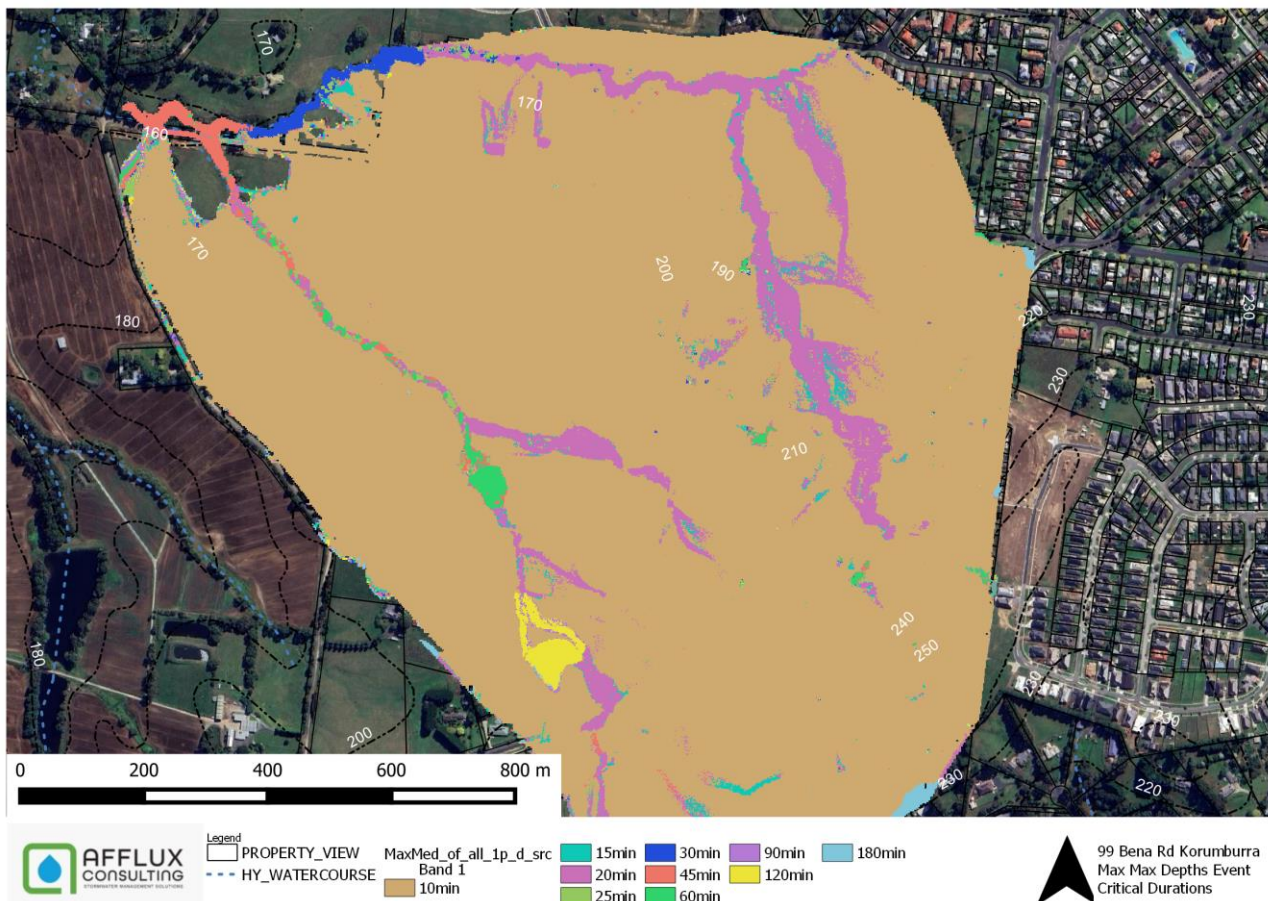 170
170
160
170
200
190
180
220
230
230
210
240
250
180
230
230
200
230
220
0 200 400 600 800 m
AFFLUX
CONSULTING
STORMWATER MANAGEMENT SOLUTIONS
Legend
PROPERTY_VIEW
HY_WATERCOURSE
MaxMed_of_all_1p_d_src
Band 1
10min
15min
20min
25min
30min
45min
60min
90min
120min
180min
99 Bena Rd Korumburra
Max Max Depths Event
Critical Durations